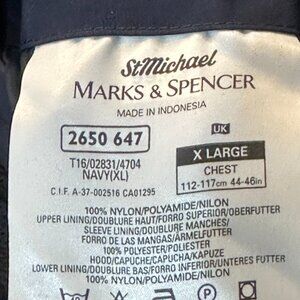 StMichael
MARKS & SPENCER
MADE IN INDONESIA
2650 647
UK
T16/02831/4704
NAVY(XL)
C.I.F. A-37-002516 CA01295
X LARGE
CHEST
112-117cm 44-46in
100% NYLON/POLYAMIDE/NILON
UPPER LINING/DOUBLURE HAUT/FORRO SUPERIOR/OBERFUTTER
SLEEVE LINING/DOUBLURE MANCHES/
FORRO DE LAS MANGAS/ÄRMELFUTTER
100% POLYESTER/POLIESTER
HOOD/CAPUCHE/CAPUCHA/KAPUZE
LOWER LINING/DOUBLURE BAS/FORRO INFERIOR/UNTERES FUTTER
100% NYLON/POLYAMIDE/NILON